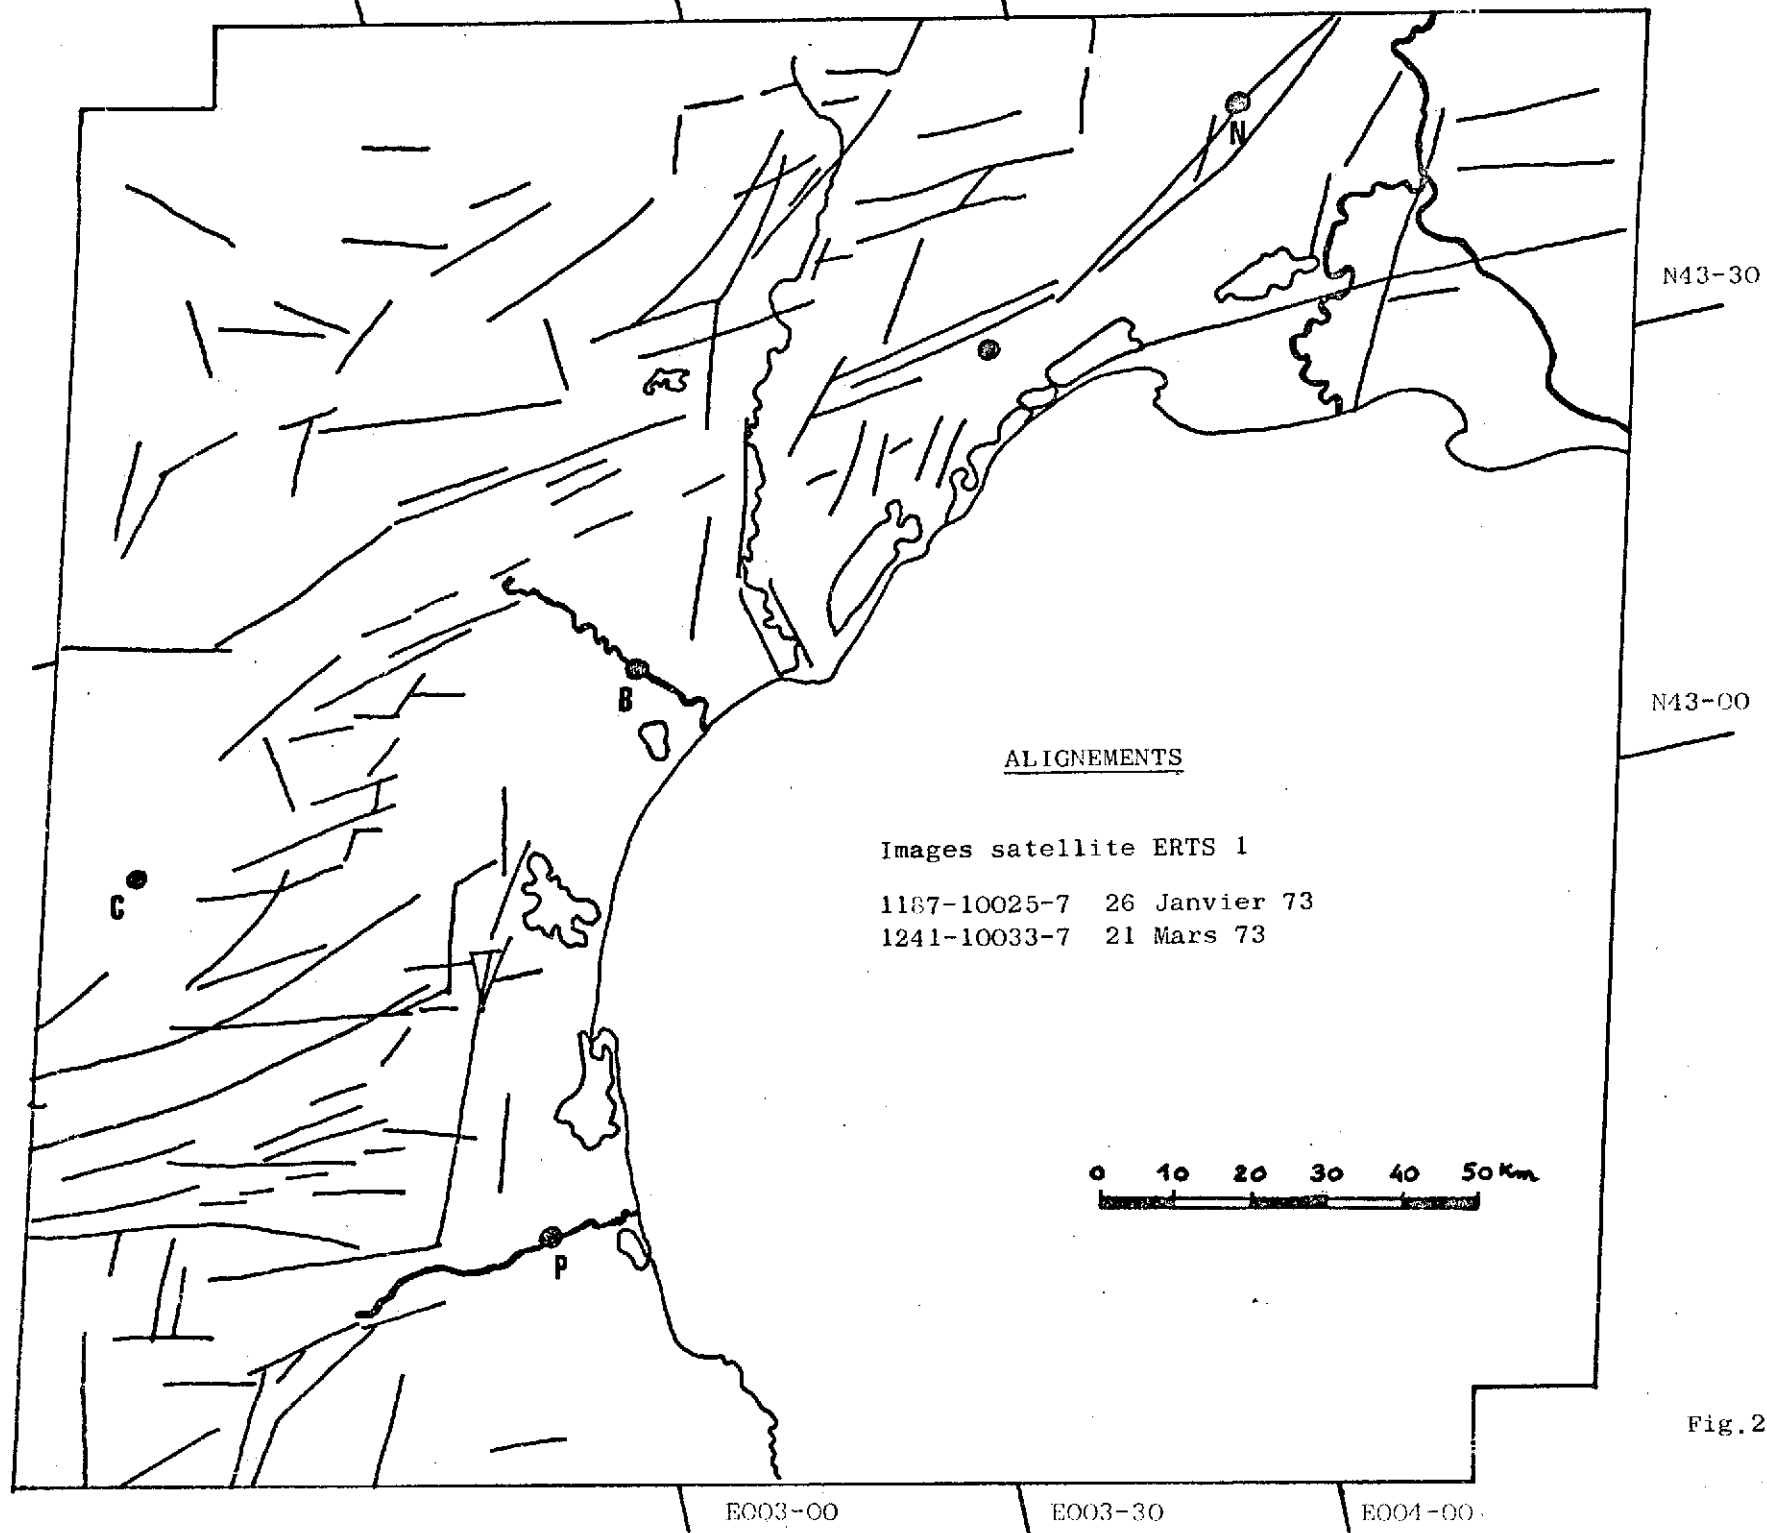 N
N43-30
B
N43-00
ALIGNEMENTS
Images satellite ERTS 1
1187-10025-7 26 Janvier 73
1241-10033-7 21 Mars 73
C
0 10 20 30 40 50 Km
P
Fig.2
E003-00 E003-30 E004-00